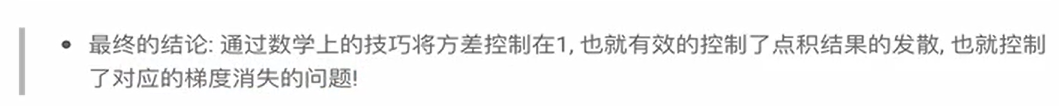 • 最终的结论: 通过数学上的技巧将方差控制在1, 也就有效的控制了点积结果的发散, 也就控制
了对应的梯度消失的问题!